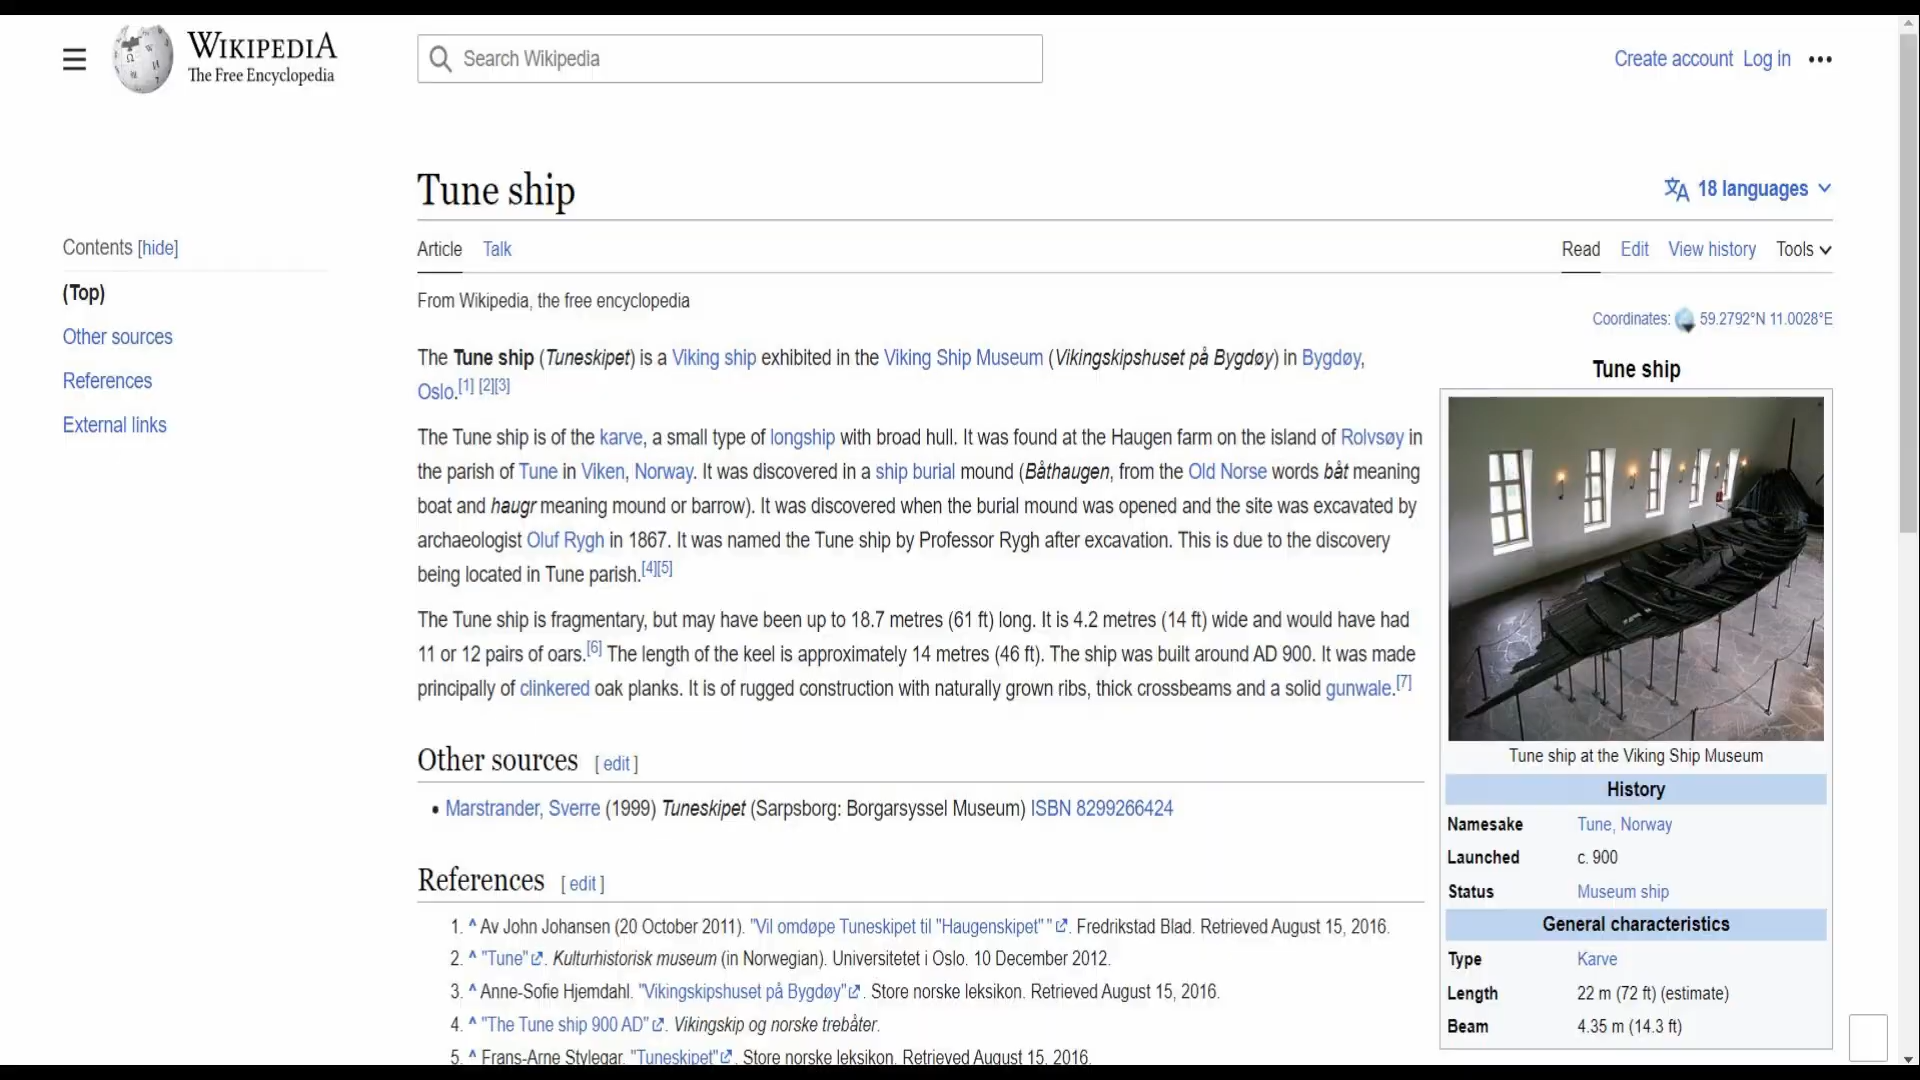 WIKIPEDIA
The Free Encyclopedia
Search Wikipedia
Create account Log in
Tune ship
18 languages
Contents [hide]
(Top)
Other sources
References
External links
Article Talk
Read Edit View history Tools
From Wikipedia, the free encyclopedia
Coordinates: 59.2792°N 11.0028°E
The Tune ship (Tuneskipet) is a Viking ship exhibited in the Viking Ship Museum (Vikingskipshuset på Bygdøy) in Bygdøy,
Oslo.[1] [2][3]
The Tune ship is of the karve, a small type of longship with broad hull. It was found at the Haugen farm on the island of Rolvsøy in
the parish of Tune in Viken, Norway. It was discovered in a ship burial mound (Båthaugen, from the Old Norse words båt meaning
boat and haugr meaning mound or barrow). It was discovered when the burial mound was opened and the site was excavated by
archaeologist Oluf Rygh in 1867. It was named the Tune ship by Professor Rygh after excavation. This is due to the discovery
being located in Tune parish.[4][5]
The Tune ship is fragmentary, but may have been up to 18.7 metres (61 ft) long. It is 4.2 metres (14 ft) wide and would have had
11 or 12 pairs of oars.[6] The length of the keel is approximately 14 metres (46 ft). The ship was built around AD 900. It was made
principally of clinkered oak planks. It is of rugged construction with naturally grown ribs, thick crossbeams and a solid gunwale.[7]
Other sources [ edit ]
• Marstrander, Sverre (1999) Tuneskipet (Sarpsborg: Borgarsyssel Museum) ISBN 8299266424
References [ edit ]
1. ^ Av John Johansen (20 October 2011). "Vil omdøpe Tuneskipet til "Haugenskipet" ". Fredrikstad Blad. Retrieved August 15, 2016.
2. ^ "Tune". Kulturhistorisk museum (in Norwegian). Universitetet i Oslo. 10 December 2012.
3. ^ Anne-Sofie Hjemdahl. "Vikingskipshuset på Bygdøy". Store norske leksikon. Retrieved August 15, 2016.
4. ^ "The Tune ship 900 AD". Vikingskip og norske trebåter.
5. ^ Frans-Arne Stylegar. "Tuneskipet". Store norske leksikon. Retrieved August 15, 2016.
Tune ship
Tune ship at the Viking Ship Museum
History
Namesake Tune, Norway
Launched c. 900
Status Museum ship
General characteristics
Type Karve
Length 22 m (72 ft) (estimate)
Beam 4.35 m (14.3 ft)